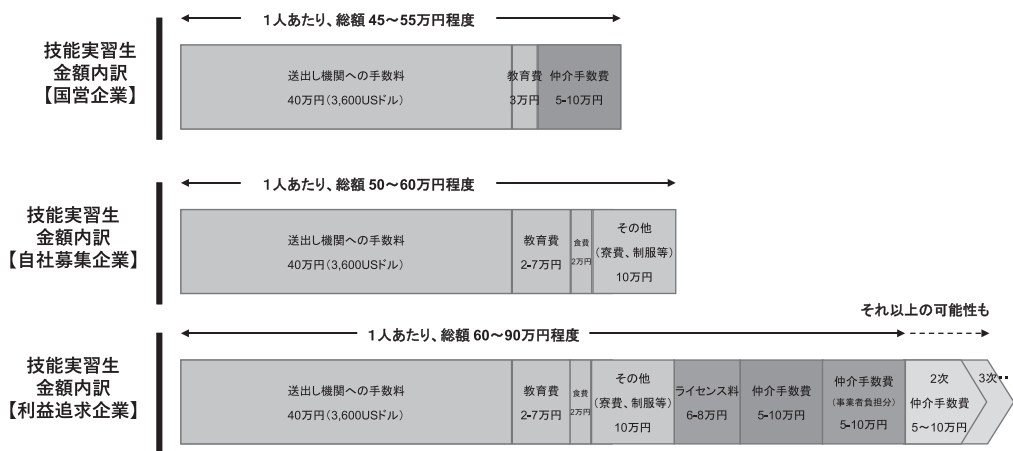 1人あたり、総額 45～55万円程度
技能実習生
金額内訳
【国営企業】
送出し機関への手数料
40万円(3,600USドル)
教育費
3万円
仲介手数費
5-10万円
1人あたり、総額 50～60万円程度
技能実習生
金額内訳
【自社募集企業】
送出し機関への手数料
40万円(3,600USドル)
教育費
2-7万円
食費
2万円
その他
(寮費、制服等)
10万円
それ以上の可能性も
1人あたり、総額 60～90万円程度
技能実習生
金額内訳
【利益追求企業】
送出し機関への手数料
40万円(3,600USドル)
教育費
2-7万円
食費
2万円
その他
(寮費、制服等)
10万円
ライセンス料
6-8万円
仲介手数費
5-10万円
仲介手数費
(事業者負担分)
5-10万円
2次
仲介手数費
5～10万円
3次…